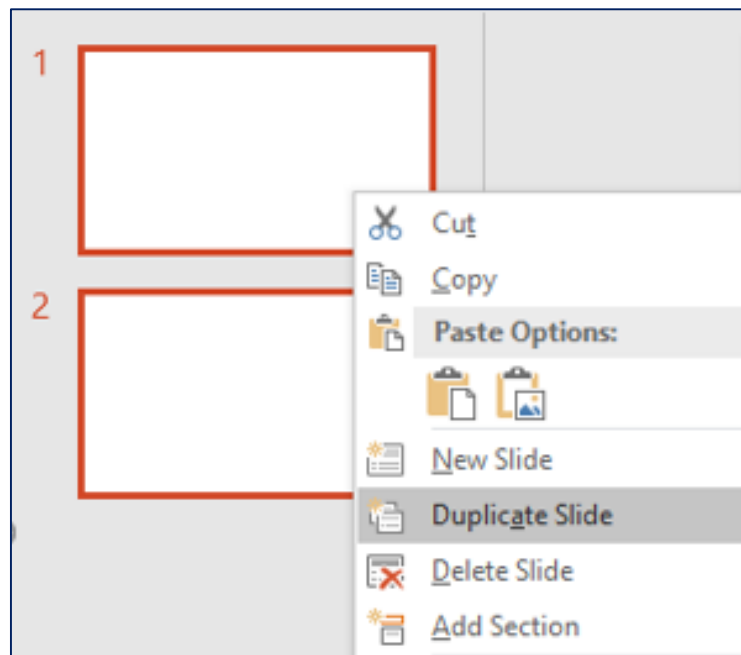 1
2
Cut
Copy
Paste Options:
New Slide
Duplicate Slide
Delete Slide
Add Section